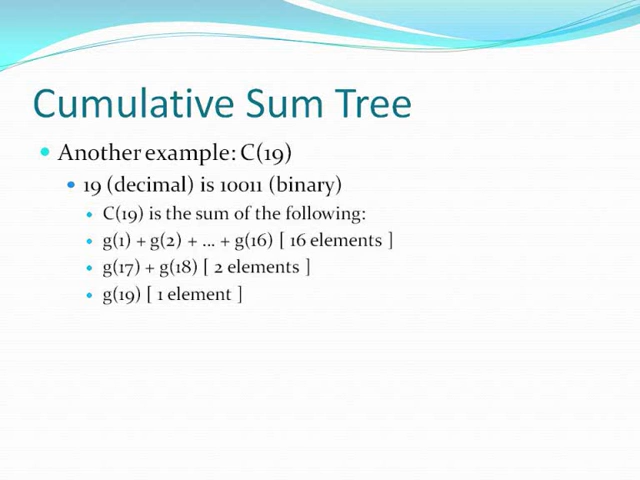 Cumulative Sum Tree
Another example: C(19)
19 (decimal) is 10011 (binary)
C(19) is the sum of the following:
g(1) + g(2) + ... + g(16) [ 16 elements ]
g(17) + g(18) [ 2 elements ]
g(19) [ 1 element ]